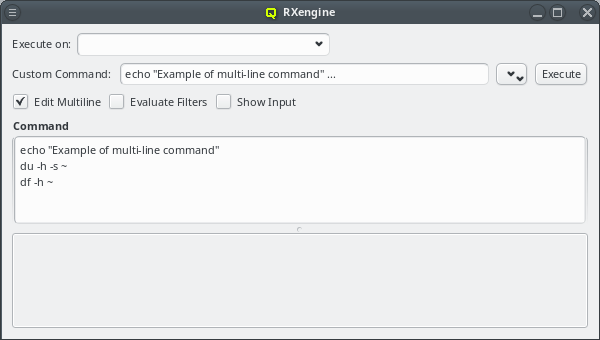 RXengine
Execute on:
Custom Command: echo "Example of multi-line command" ... Execute
Edit Multiline Evaluate Filters Show Input
Command
echo "Example of multi-line command"
du -h -s ~
df -h ~